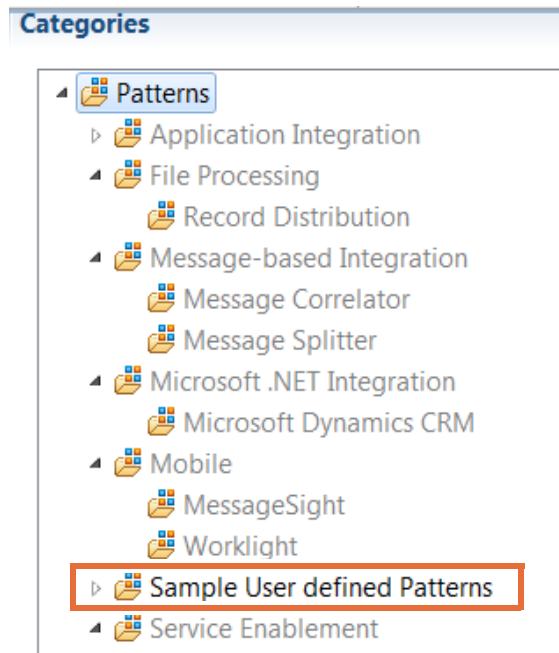 Categories
Patterns
Application Integration
File Processing
Record Distribution
Message-based Integration
Message Correlator
Message Splitter
Microsoft .NET Integration
Microsoft Dynamics CRM
Mobile
MessageSight
Worklight
Sample User defined Patterns
Service Enablement